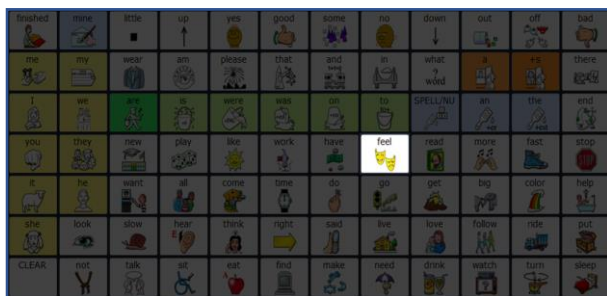 finished mine little up yes good some no down out off bad
me my wear am please that and in what a +s there
word
I we are is were was on to SPELL/NU an the end
you they new play like work have feel read more fast stop
it he want all come time do go get big color help
she look slow hear think right said live love follow ride put
CLEAR not talk sit eat find make need drink watch turn sleep